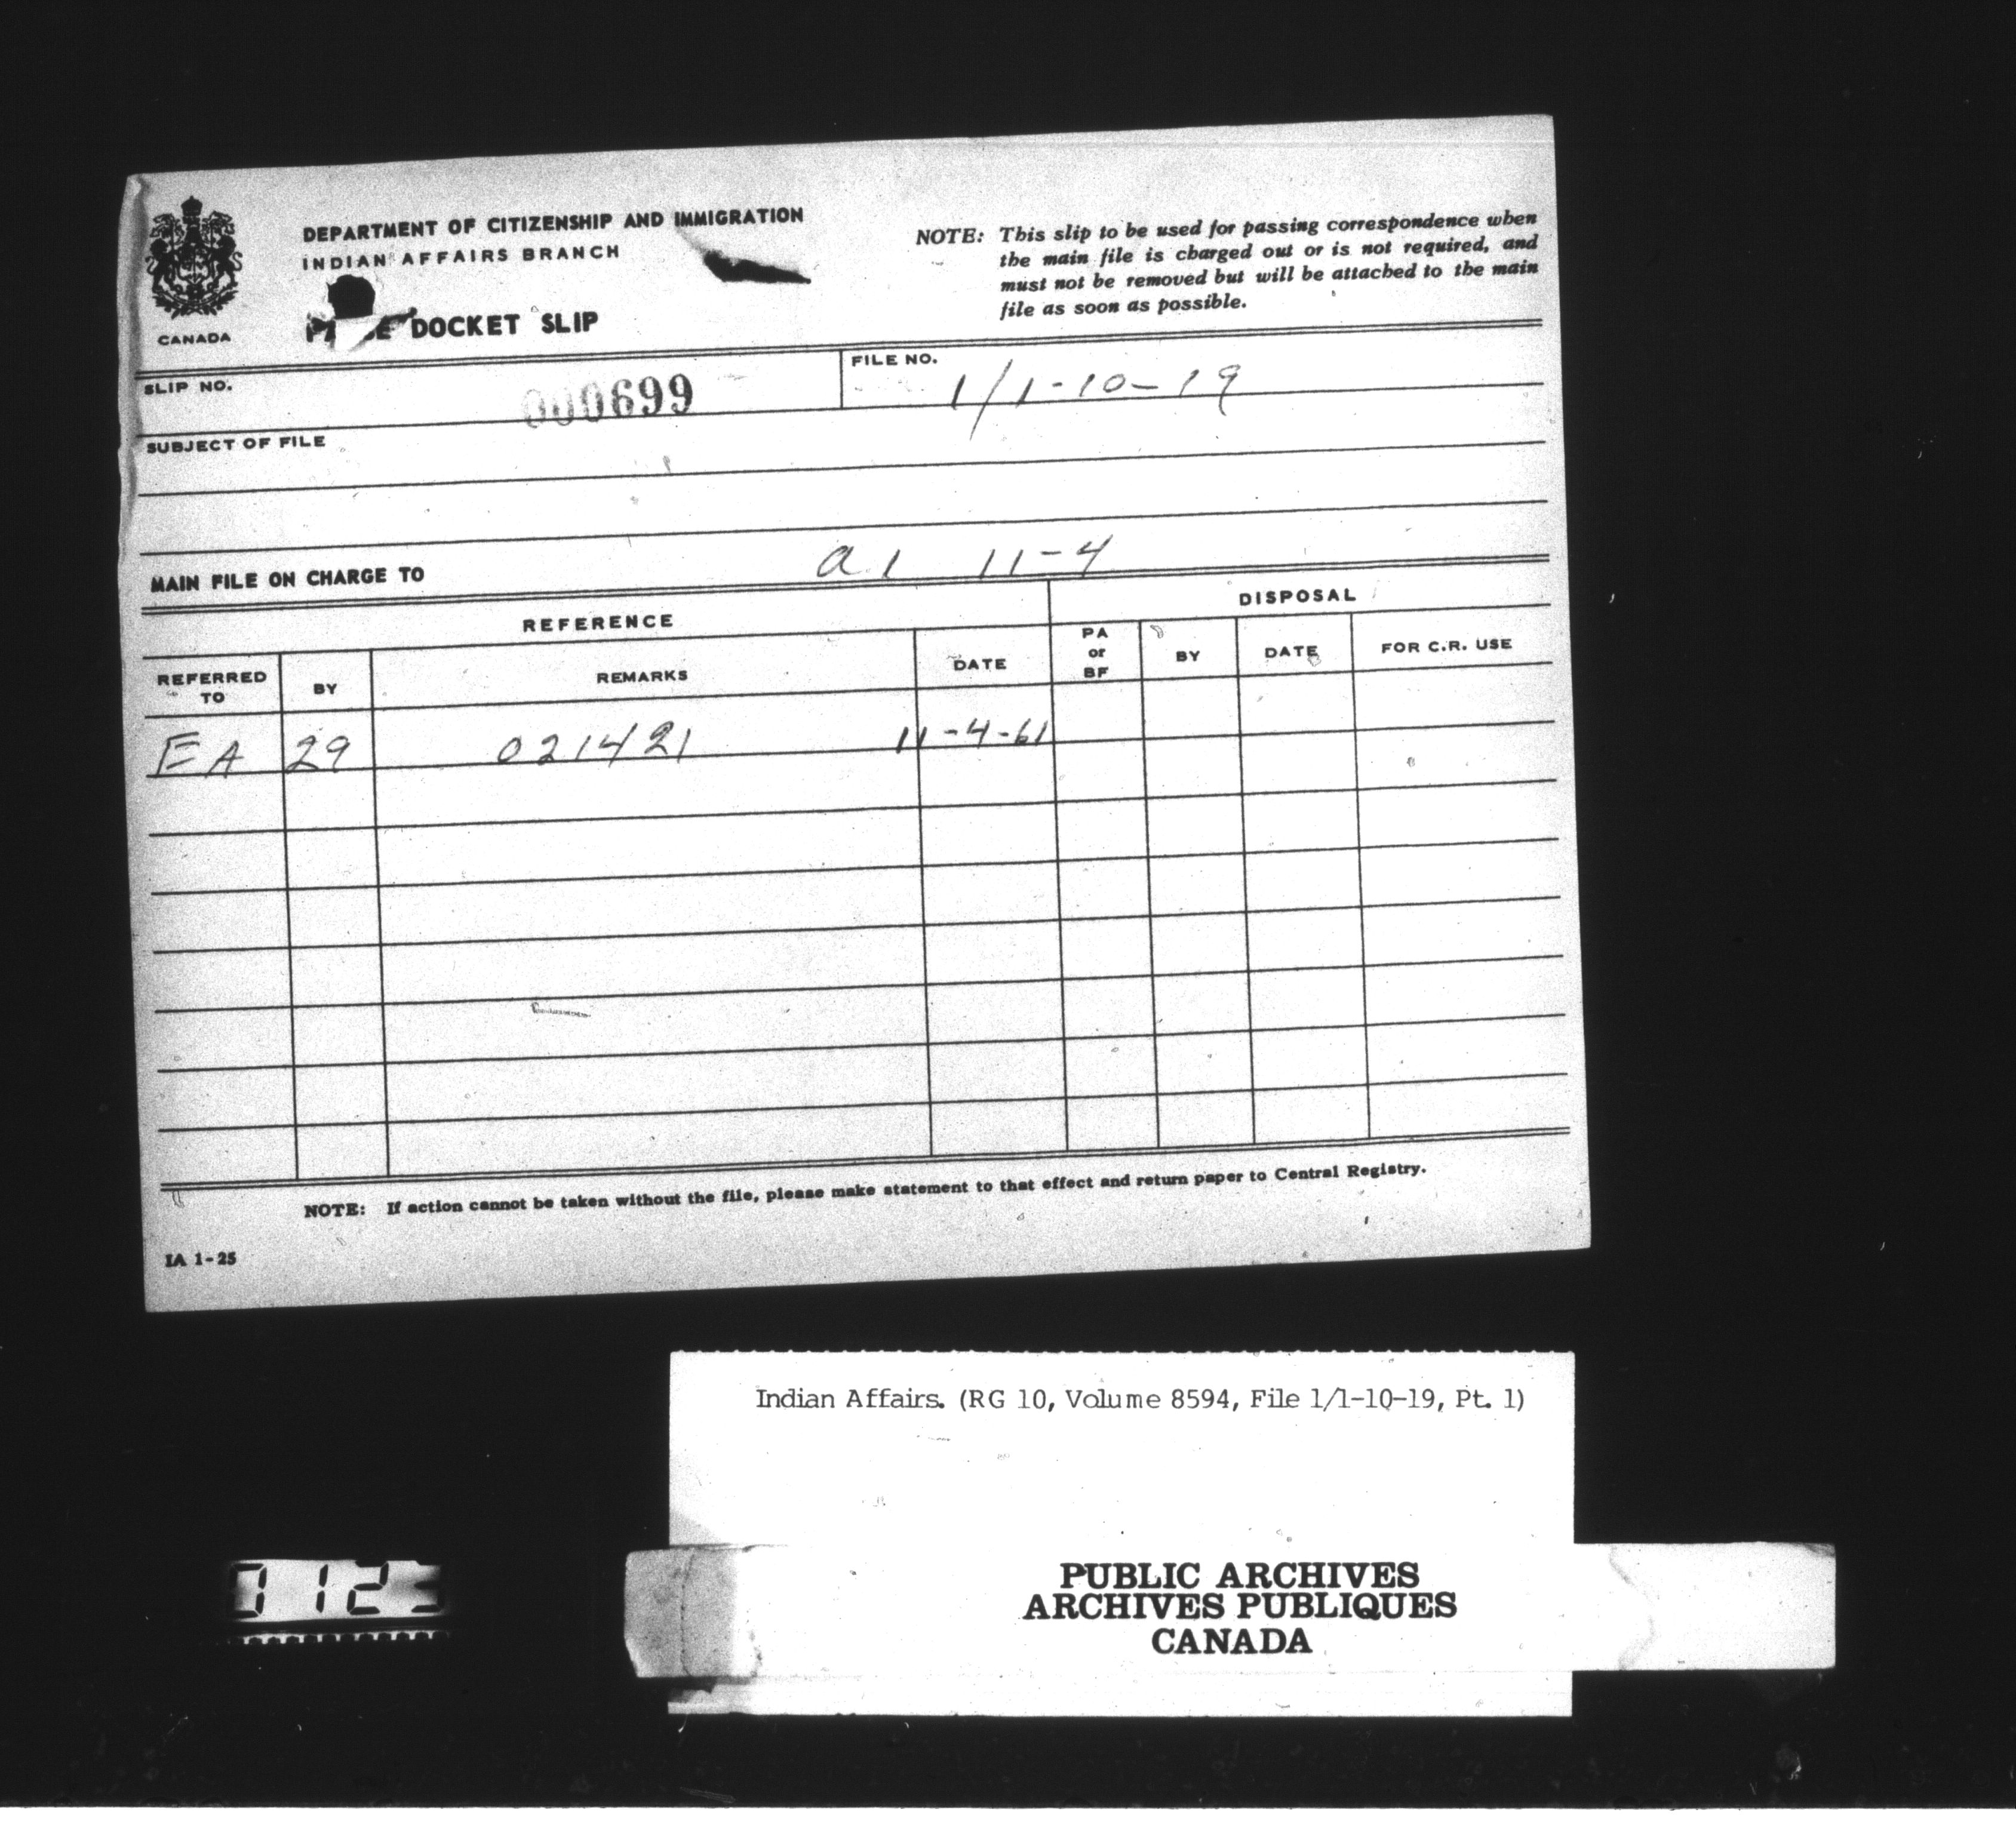 DEPARTMENT OF CITIZENSHIP AND IMMIGRATION
INDIAN AFFAIRS BRANCH
DOCKET SLIP
CANADA
NOTE: This slip to be used for passing correspondence when
the main file is charged out or is not required, and
must not be removed but will be attached to the main
file as soon as possible.
SLIP NO. 000699
FILE NO. 1/1-10-19
SUBJECT OF FILE
MAIN FILE ON CHARGE TO a1 11-4
REFERENCE DISPOSAL
REFERRED TO BY REMARKS DATE PA or BF BY DATE FOR C.R. USE
EA 29 021421 11-4-61
NOTE: If action cannot be taken without the file, please make statement to that effect and return paper to Central Registry.
IA 1-25
Indian Affairs. (RG 10, Volume 8594, File 1/1-10-19, Pt. 1)
PUBLIC ARCHIVES
ARCHIVES PUBLIQUES
CANADA
0123